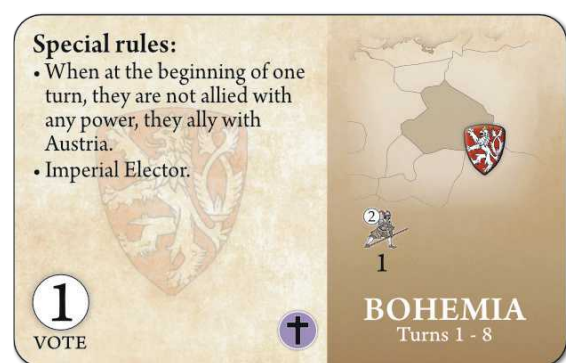 Special rules:
• When at the beginning of one
turn, they are not allied with
any power, they ally with
Austria.
• Imperial Elector.
1
VOTE
2
1
BOHEMIA
Turns 1 - 8